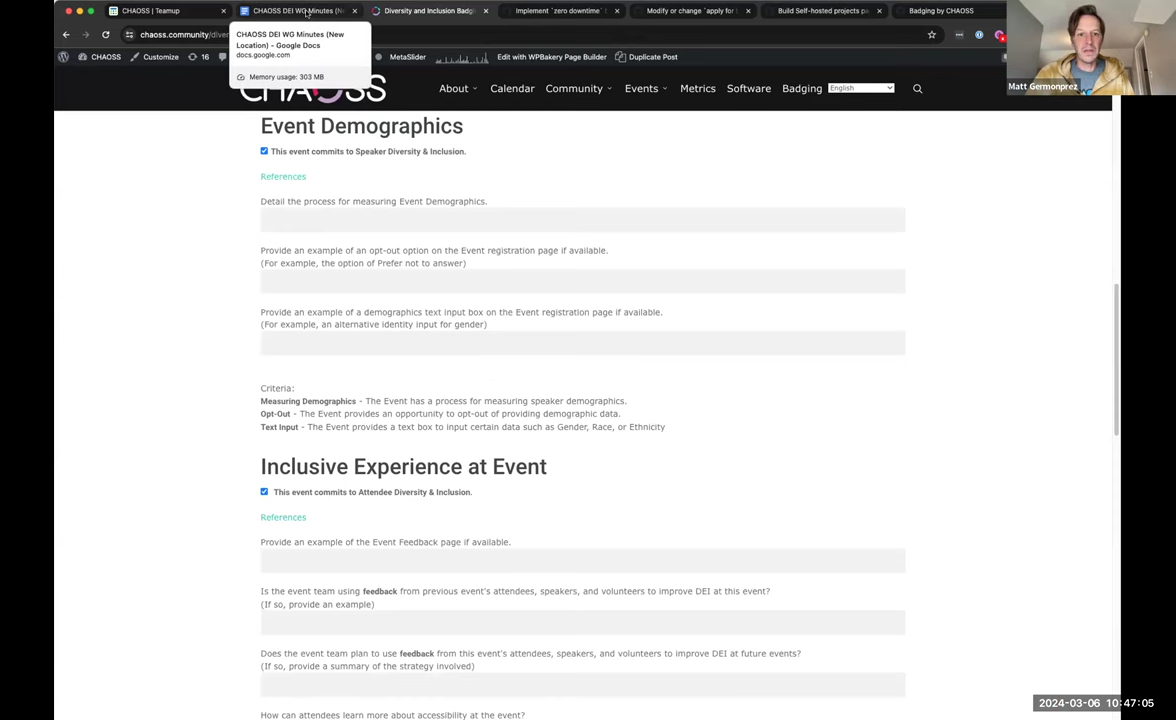 CHAOSS | Teamup
CHAOSS DEI WG Minutes (Ne
Diversity and Inclusion Badgi
Implement `zero downtime` b
Modify or change `apply for b
Build Self-hosted projects pa
Badging by CHAOSS
chaoss.community/diver
CHAOSS DEI WG Minutes (New
Location) – Google Docs
docs.google.com
Memory usage: 303 MB
CHAOSS
Customize
16
MetaSlider
Edit with WPBakery Page Builder
Duplicate Post
Matt Germonprez
CHAOSS
About
Calendar
Community
Events
Metrics
Software
Badging
English
Event Demographics
This event commits to Speaker Diversity & Inclusion.
References
Detail the process for measuring Event Demographics.
Provide an example of an opt-out option on the Event registration page if available.
(For example, the option of Prefer not to answer)
Provide an example of a demographics text input box on the Event registration page if available.
(For example, an alternative identity input for gender)
Criteria:
Measuring Demographics - The Event has a process for measuring speaker demographics.
Opt-Out - The Event provides an opportunity to opt-out of providing demographic data.
Text Input - The Event provides a text box to input certain data such as Gender, Race, or Ethnicity
Inclusive Experience at Event
This event commits to Attendee Diversity & Inclusion.
References
Provide an example of the Event Feedback page if available.
Is the event team using feedback from previous event's attendees, speakers, and volunteers to improve DEI at this event?
(If so, provide an example)
Does the event team plan to use feedback from this event's attendees, speakers, and volunteers to improve DEI at future events?
(If so, provide a summary of the strategy involved)
How can attendees learn more about accessibility at the event?
2024-03-06 10:47:05